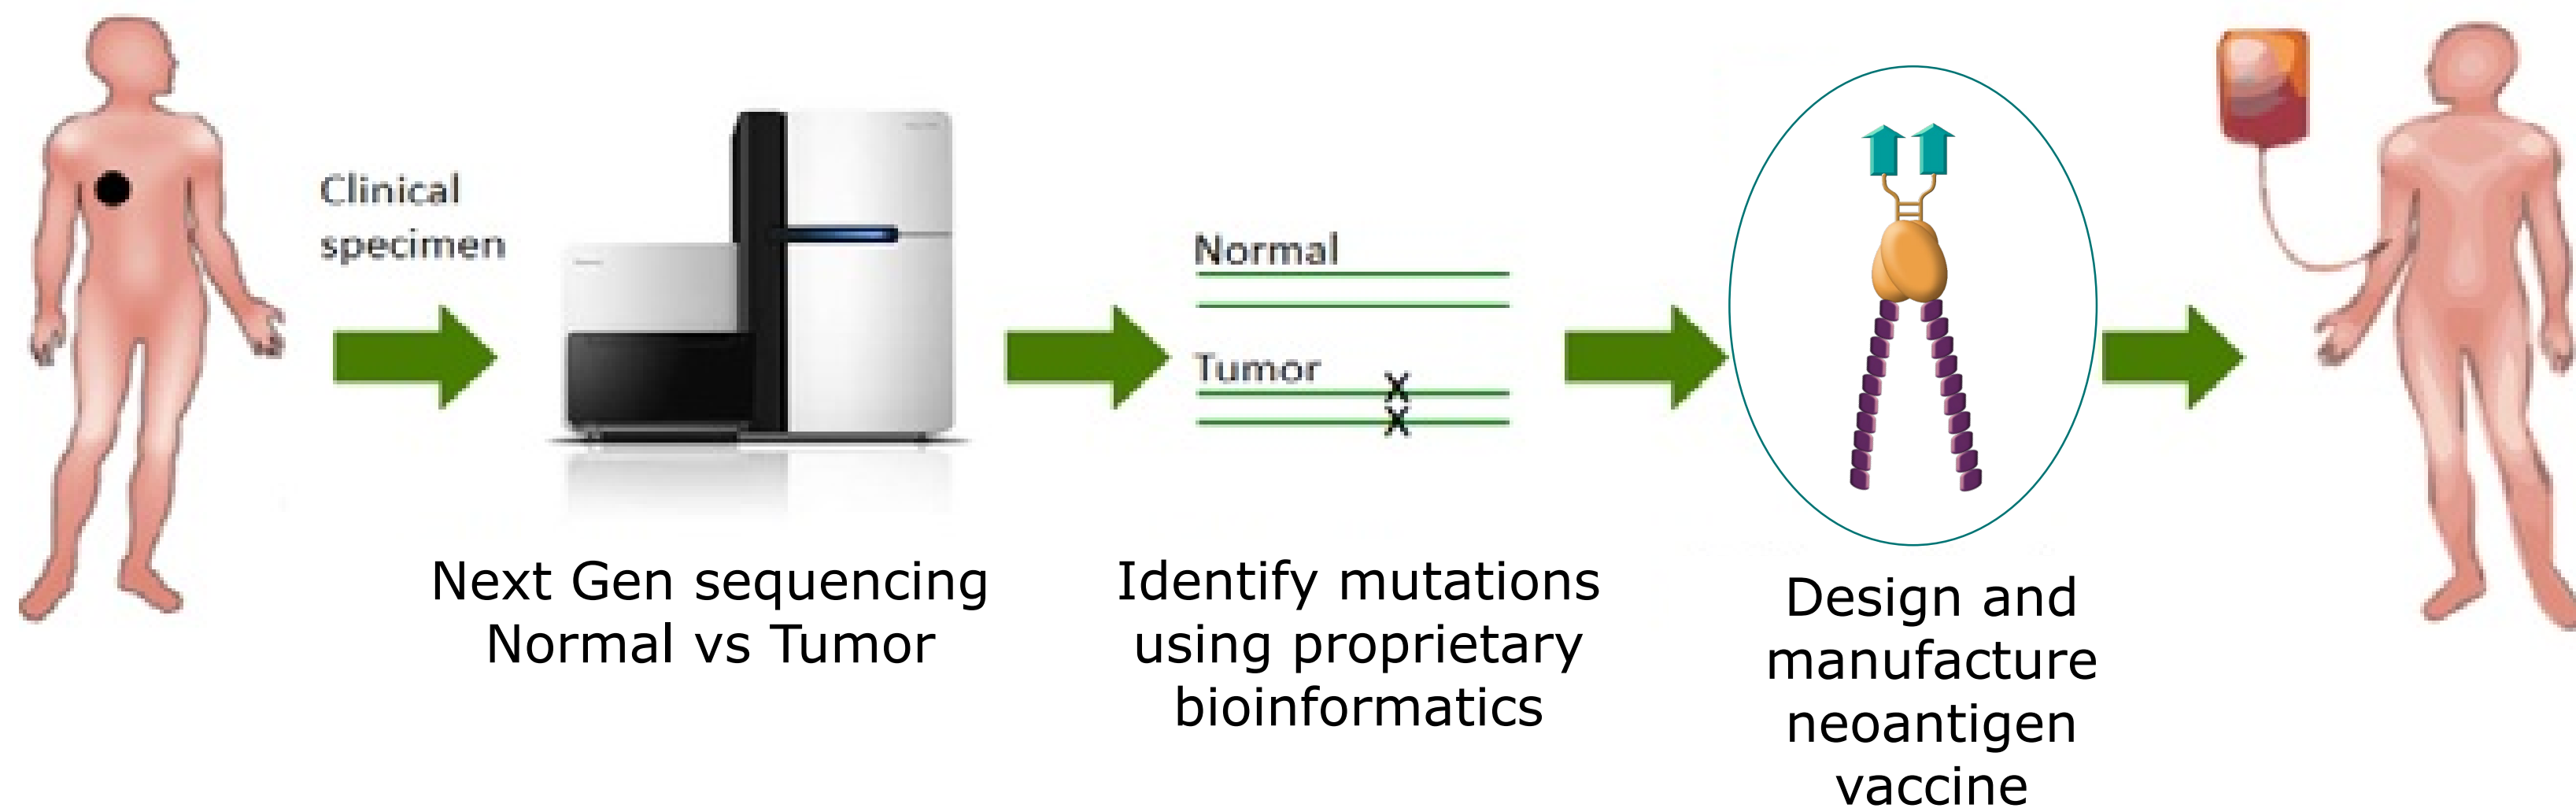 Clinical
specimen
Normal
Tumor
X
X
Next Gen sequencing
Normal vs Tumor
Identify mutations
using proprietary
bioinformatics
Design and
manufacture
neoantigen
vaccine